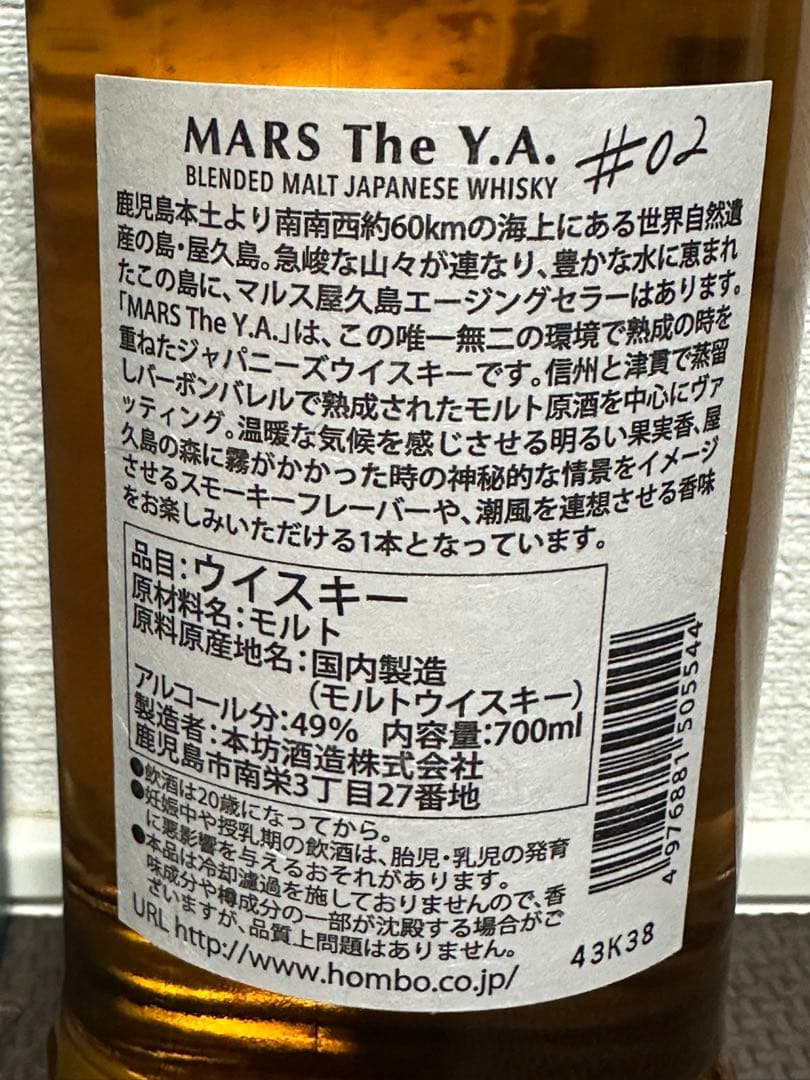 MARS The Y.A. #02
BLENDED MALT JAPANESE WHISKY
鹿児島本土より南南西約60kmの海上にある世界自然遺
産の島・屋久島。急峻な山々が連なり、豊かな水に恵まれ
たこの島に、マルス屋久島エージングセラーはあります。
「MARS The Y.A.」は、この唯一無二の環境で熟成の時を
重ねたジャパニーズウイスキーです。信州と津貫で蒸留
しバーボンバレルで熟成されたモルト原酒を中心にヴァ
ッティング。温暖な気候を感じさせる明るい果実香、屋
久島の森に霧がかかった時の神秘的な情景をイメージ
させるスモーキーフレーバーや、潮風を連想させる香味
をお楽しみいただける1本となっています。
品目：ウイスキー
原材料名：モルト
原料原産地名：国内製造
（モルトウイスキー）
アルコール分：49% 内容量：700ml
製造者：本坊酒造株式会社
鹿児島市南栄3丁目27番地
●飲酒は20歳になってから。
●妊娠中や授乳期の飲酒は、胎児・乳児の発育
に悪影響を与えるおそれがあります。
●本品は冷却濾過を施しておりませんので、香
味成分や樽成分の一部が沈殿する場合がご
ざいますが、品質上問題はありません。
URL http://www.hombo.co.jp/
43K38
4976881505544